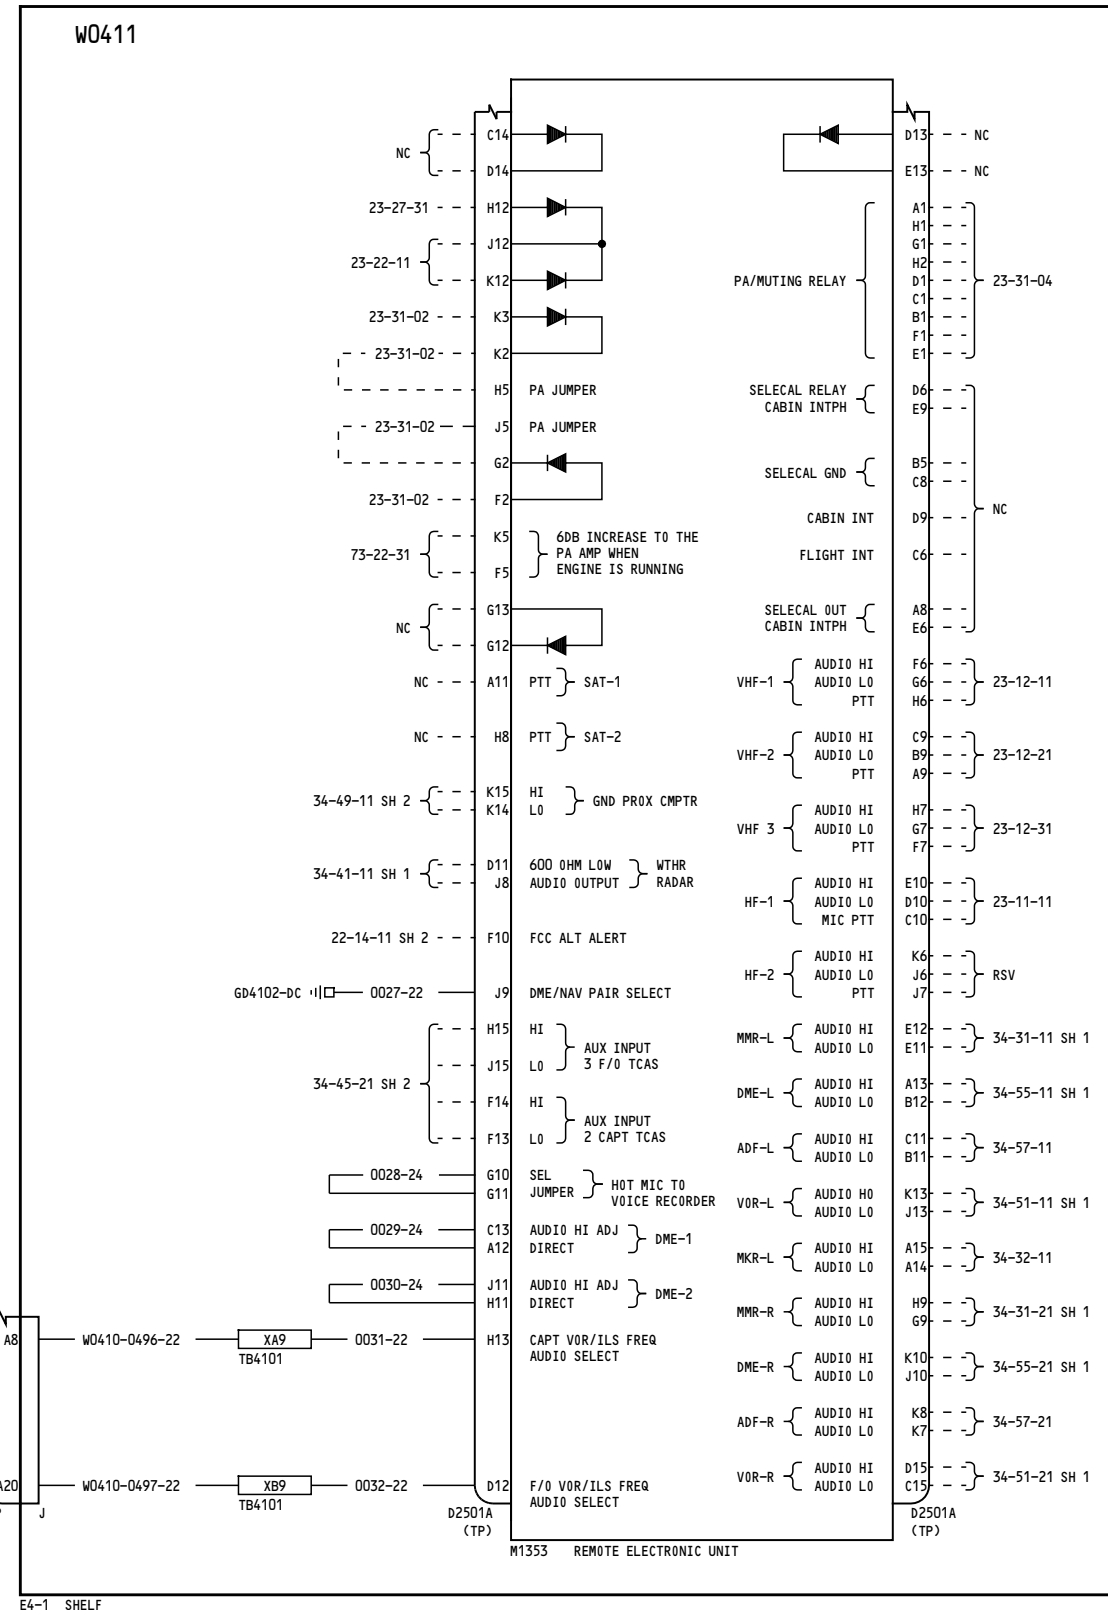 W0411
C14
NC
D14
23-27-31 H12
J12
23-22-11
K12
23-31-02 K3
23-31-02 K2
H5 PA JUMPER
23-31-02 J5 PA JUMPER
G2
23-31-02 F2
K5
73-22-31
F5
6DB INCREASE TO THE
PA AMP WHEN
ENGINE IS RUNNING
G13
NC
G12
NC A11 PTT SAT-1
NC H8 PTT SAT-2
K15 HI
34-49-11 SH 2 GND PROX CMPTR
K14 LO
D11 600 OHM LOW WTHR
34-41-11 SH 1
J8 AUDIO OUTPUT RADAR
22-14-11 SH 2 F10 FCC ALT ALERT
GD4102-DC 0027-22 J9 DME/NAV PAIR SELECT
H15 HI
AUX INPUT
3 F/O TCAS
J15 LO
34-45-21 SH 2
F14 HI
AUX INPUT
2 CAPT TCAS
F13 LO
0028-24 G10 SEL
HOT MIC TO
G11 JUMPER
VOICE RECORDER
0029-24 C13 AUDIO HI ADJ
DME-1
A12 DIRECT
0030-24 J11 AUDIO HI ADJ
DME-2
H11 DIRECT
A8 W0410-0496-22 XA9 0031-22 H13 CAPT VOR/ILS FREQ
TB4101 AUDIO SELECT
A20 W0410-0497-22 XB9 0032-22 D12 F/O VOR/ILS FREQ
TB4101 AUDIO SELECT
J
D2501A
(TP)
D13 NC
E13 NC
A1
H1
G1
H2
PA/MUTING RELAY D1 23-31-04
C1
B1
F1
E1
SELECAL RELAY D6
CABIN INTPH E9
B5
SELECAL GND
C8
NC
CABIN INT D9
FLIGHT INT C6
SELECAL OUT A8
CABIN INTPH E6
AUDIO HI F6
VHF-1 AUDIO LO G6 23-12-11
PTT H6
AUDIO HI C9
VHF-2 AUDIO LO B9 23-12-21
PTT A9
AUDIO HI H7
VHF 3 AUDIO LO G7 23-12-31
PTT F7
AUDIO HI E10
HF-1 AUDIO LO D10 23-11-11
MIC PTT C10
AUDIO HI K6
HF-2 AUDIO LO J6 RSV
PTT J7
AUDIO HI E12
MMR-L 34-31-11 SH 1
AUDIO LO E11
AUDIO HI A13
DME-L 34-55-11 SH 1
AUDIO LO B12
AUDIO HI C11
ADF-L 34-57-11
AUDIO LO B11
AUDIO HO K13
VOR-L 34-51-11 SH 1
AUDIO LO J13
AUDIO HI A15
MKR-L 34-32-11
AUDIO LO A14
AUDIO HI H9
MMR-R 34-31-21 SH 1
AUDIO LO G9
AUDIO HI K10
DME-R 34-55-21 SH 1
AUDIO LO J10
AUDIO HI K8
ADF-R 34-57-21
AUDIO LO K7
AUDIO HI D15
VOR-R 34-51-21 SH 1
AUDIO LO C15
D2501A
(TP)
M1353 REMOTE ELECTRONIC UNIT
E4-1 SHELF